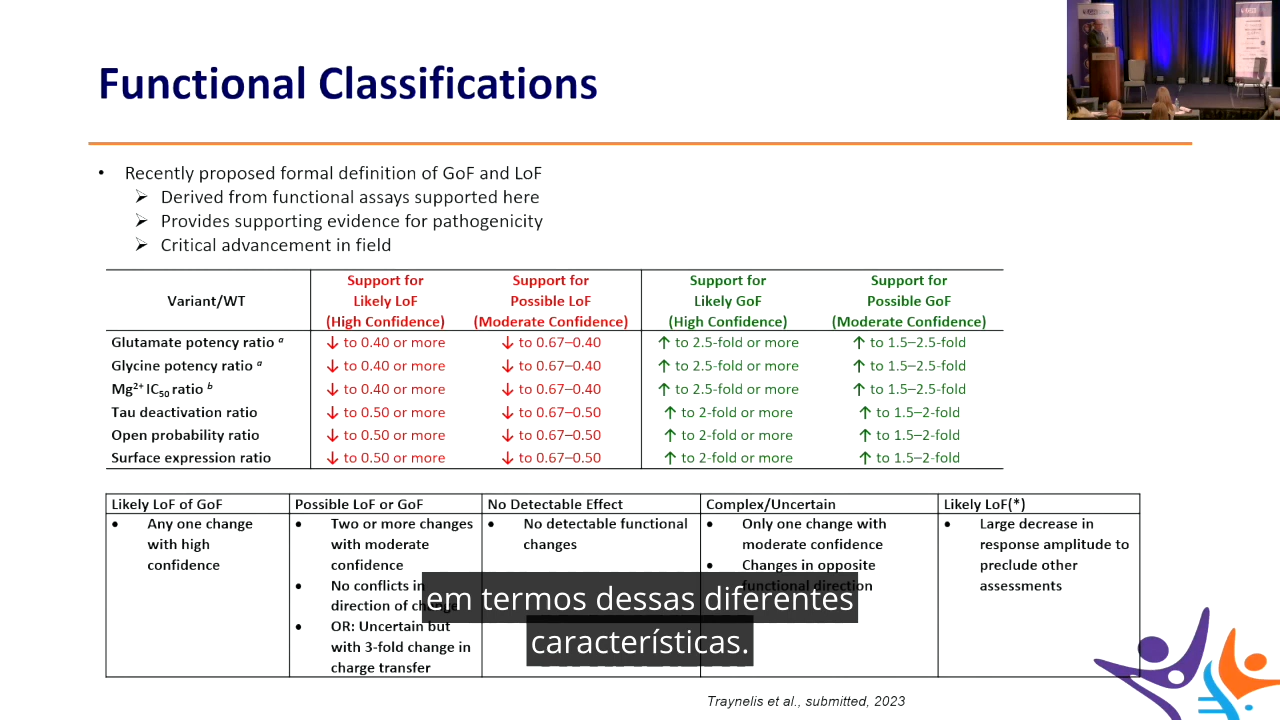 Functional Classifications
• Recently proposed formal definition of GoF and LoF
➢ Derived from functional assays supported here
➢ Provides supporting evidence for pathogenicity
➢ Critical advancement in field
Variant/WT
Support for Likely LoF (High Confidence)
Support for Possible LoF (Moderate Confidence)
Support for Likely GoF (High Confidence)
Support for Possible GoF (Moderate Confidence)
Glutamate potency ratio a ↓ to 0.40 or more ↓ to 0.67–0.40 ↑ to 2.5-fold or more ↑ to 1.5–2.5-fold
Glycine potency ratio a ↓ to 0.40 or more ↓ to 0.67–0.40 ↑ to 2.5-fold or more ↑ to 1.5–2.5-fold
Mg2+ IC50 ratio b ↓ to 0.40 or more ↓ to 0.67–0.40 ↑ to 2.5-fold or more ↑ to 1.5–2.5-fold
Tau deactivation ratio ↓ to 0.50 or more ↓ to 0.67–0.50 ↑ to 2-fold or more ↑ to 1.5–2-fold
Open probability ratio ↓ to 0.50 or more ↓ to 0.67–0.50 ↑ to 2-fold or more ↑ to 1.5–2-fold
Surface expression ratio ↓ to 0.50 or more ↓ to 0.67–0.50 ↑ to 2-fold or more ↑ to 1.5–2-fold
Likely LoF of GoF
• Any one change
with high
confidence
Possible LoF or GoF
• Two or more changes
with moderate
confidence
• No conflicts in
direction of change
• OR: Uncertain but
with 3-fold change in
charge transfer
No Detectable Effect
• No detectable functional
changes
Complex/Uncertain
• Only one change with
moderate confidence
• Changes in opposite
functional direction
Likely LoF(*)
• Large decrease in
response amplitude to
preclude other
assessments
em termos dessas diferentes
características.
Traynelis et al., submitted, 2023